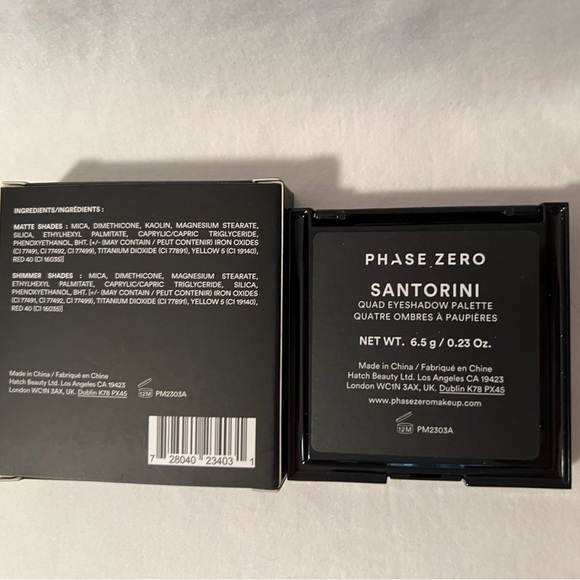 INGREDIENTS/INGRÉDIENTS :
MATTE SHADES : MICA, DIMETHICONE, KAOLIN, MAGNESIUM STEARATE,
SILICA, ETHYLHEXYL PALMITATE, CAPRYLIC/CAPRIC TRIGLYCERIDE,
PHENOXYETHANOL, BHT. [+/- (MAY CONTAIN / PEUT CONTENIR) IRON OXIDES
(CI 77491, CI 77492, CI 77499), TITANIUM DIOXIDE (CI 77891), YELLOW 5 (CI 19140),
RED 40 (CI 16035)]
SHIMMER SHADES : MICA, DIMETHICONE, MAGNESIUM STEARATE,
ETHYLHEXYL PALMITATE, CAPRYLIC/CAPRIC TRIGLYCERIDE, SILICA,
PHENOXYETHANOL, BHT. [+/- (MAY CONTAIN / PEUT CONTENIR) IRON OXIDES
(CI 77491, CI 77492, CI 77499), TITANIUM DIOXIDE (CI 77891), YELLOW 5 (CI 19140),
RED 40 (CI 16035)]
Made in China / Fabriqué en Chine
Hatch Beauty Ltd. Los Angeles CA 19423
London WC1N 3AX, UK. Dublin K78 PX45
12M PM2303A
7 28040 23403 1
PHASE ZERO
SANTORINI
QUAD EYESHADOW PALETTE
QUATRE OMBRES À PAUPIÈRES
NET WT. 6.5 g / 0.23 Oz.
Made in China / Fabriqué en Chine
Hatch Beauty Ltd. Los Angeles CA 19423
London WC1N 3AX, UK. Dublin K78 PX45
www.phasezeromakeup.com
12M PM2303A